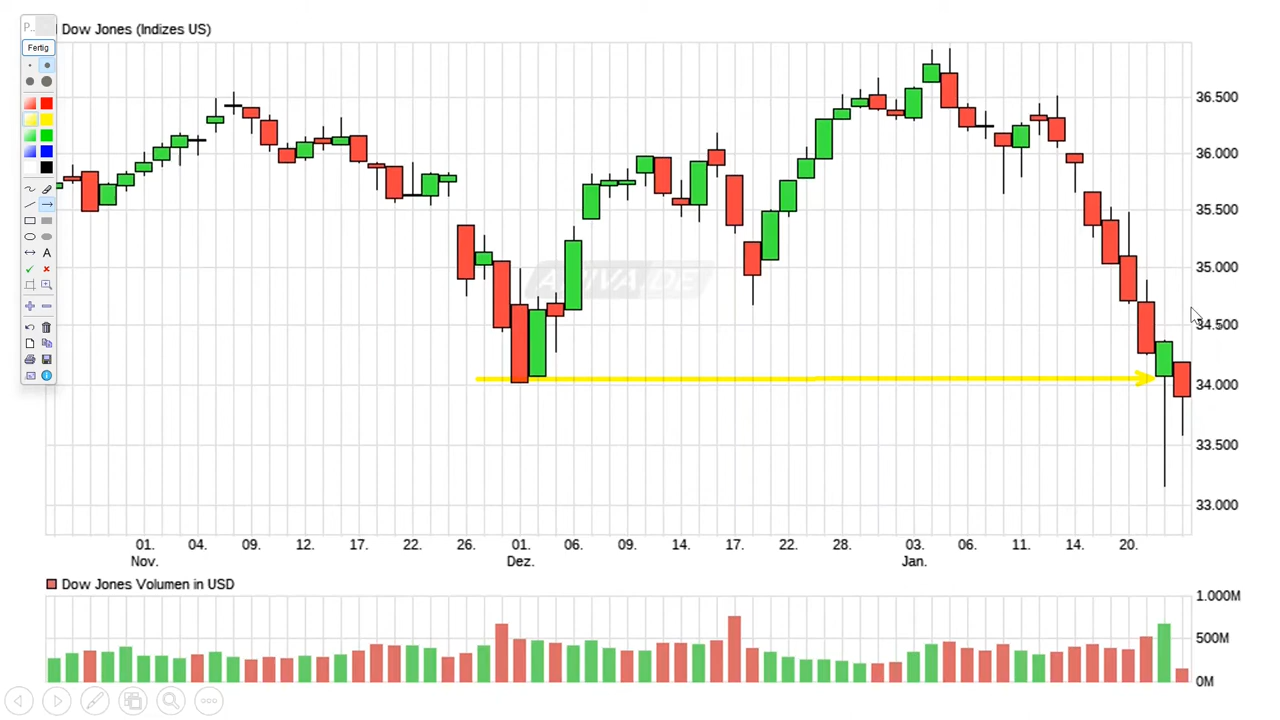 P..
Dow Jones (Indizes US)
Fertig
A
36.500
36.000
35.500
35.000
ARIVA.DE
34.500
34.000
33.500
33.000
01. 04. 09. 12. 17. 22. 26. 01. 06. 09. 14. 17. 22. 28. 03. 06. 11. 14. 20.
Nov. Dez. Jan.
Dow Jones Volumen in USD
1.000M
500M
0M